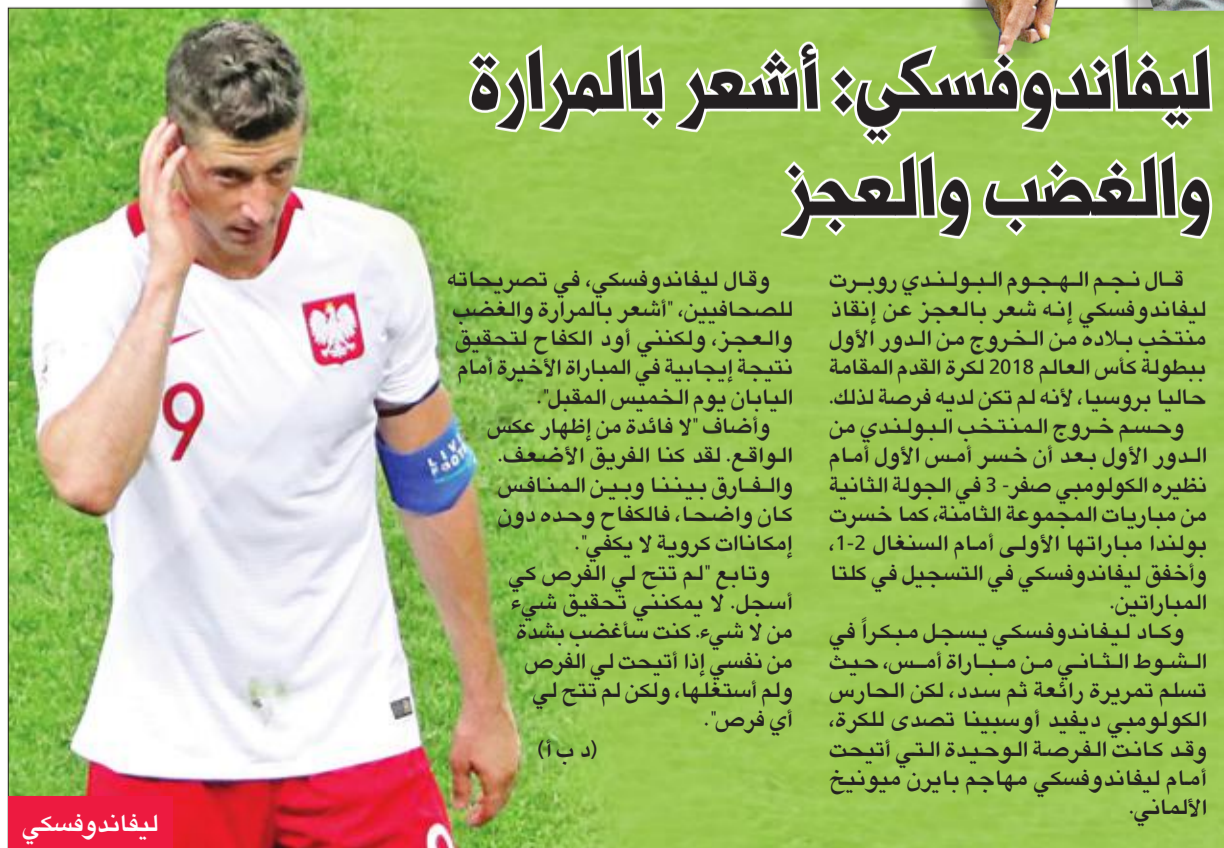 ليفاندوفسكي: أشعر بالمرارة
والغضب والعجز
قال نجم الهجوم البولندي روبرت
ليفاندوفسكي إنه شعر بالعجز عن إنقاذ
منتخب بلاده من الخروج من الدور الأول
ببطولة كأس العالم 2018 لكرة القدم المقامة
حاليا بروسيا، لأنه لم تكن لديه فرصة لذلك.
وحسم خروج المنتخب البولندي من
الدور الأول بعد أن خسر أمس الأول أمام
نظيره الكولومبي صفر- 3 في الجولة الثانية
من مباريات المجموعة الثامنة، كما خسرت
بولندا مباراتها الأولى أمام السنغال 2-1،
وأخفق ليفاندوفسكي في التسجيل في كلتا
المباراتين.
وكاد ليفاندوفسكي يسجل مبكراً في
الشوط الثاني من مباراة أمس، حيث
تسلم تمريرة رائعة ثم سدد، لكن الحارس
الكولومبي ديفيد أوسبينا تصدى للكرة،
وقد كانت الفرصة الوحيدة التي أتيحت
أمام ليفاندوفسكي مهاجم بايرن ميونيخ
الألماني.
وقال ليفاندوفسكي، في تصريحاته
للصحافيين، "أشعر بالمرارة والغضب
والعجز، ولكنني أود الكفاح لتحقيق
نتيجة إيجابية في المباراة الأخيرة أمام
اليابان يوم الخميس المقبل".
وأضاف "لا فائدة من إظهار عكس
الواقع. لقد كنا الفريق الأضعف.
والفارق بيننا وبين المنافس
كان واضحا، فالكفاح وحده دون
إمكاناات كروية لا يكفي".
وتابع "لم تتح لي الفرص كي
أسجل. لا يمكنني تحقيق شيء
من لا شيء. كنت سأغضب بشدة
من نفسي إذا أتيحت لي الفرص
ولم أستغلها، ولكن لم تتح لي
أي فرص".
(د ب أ)
9
ليفاندوفسكي